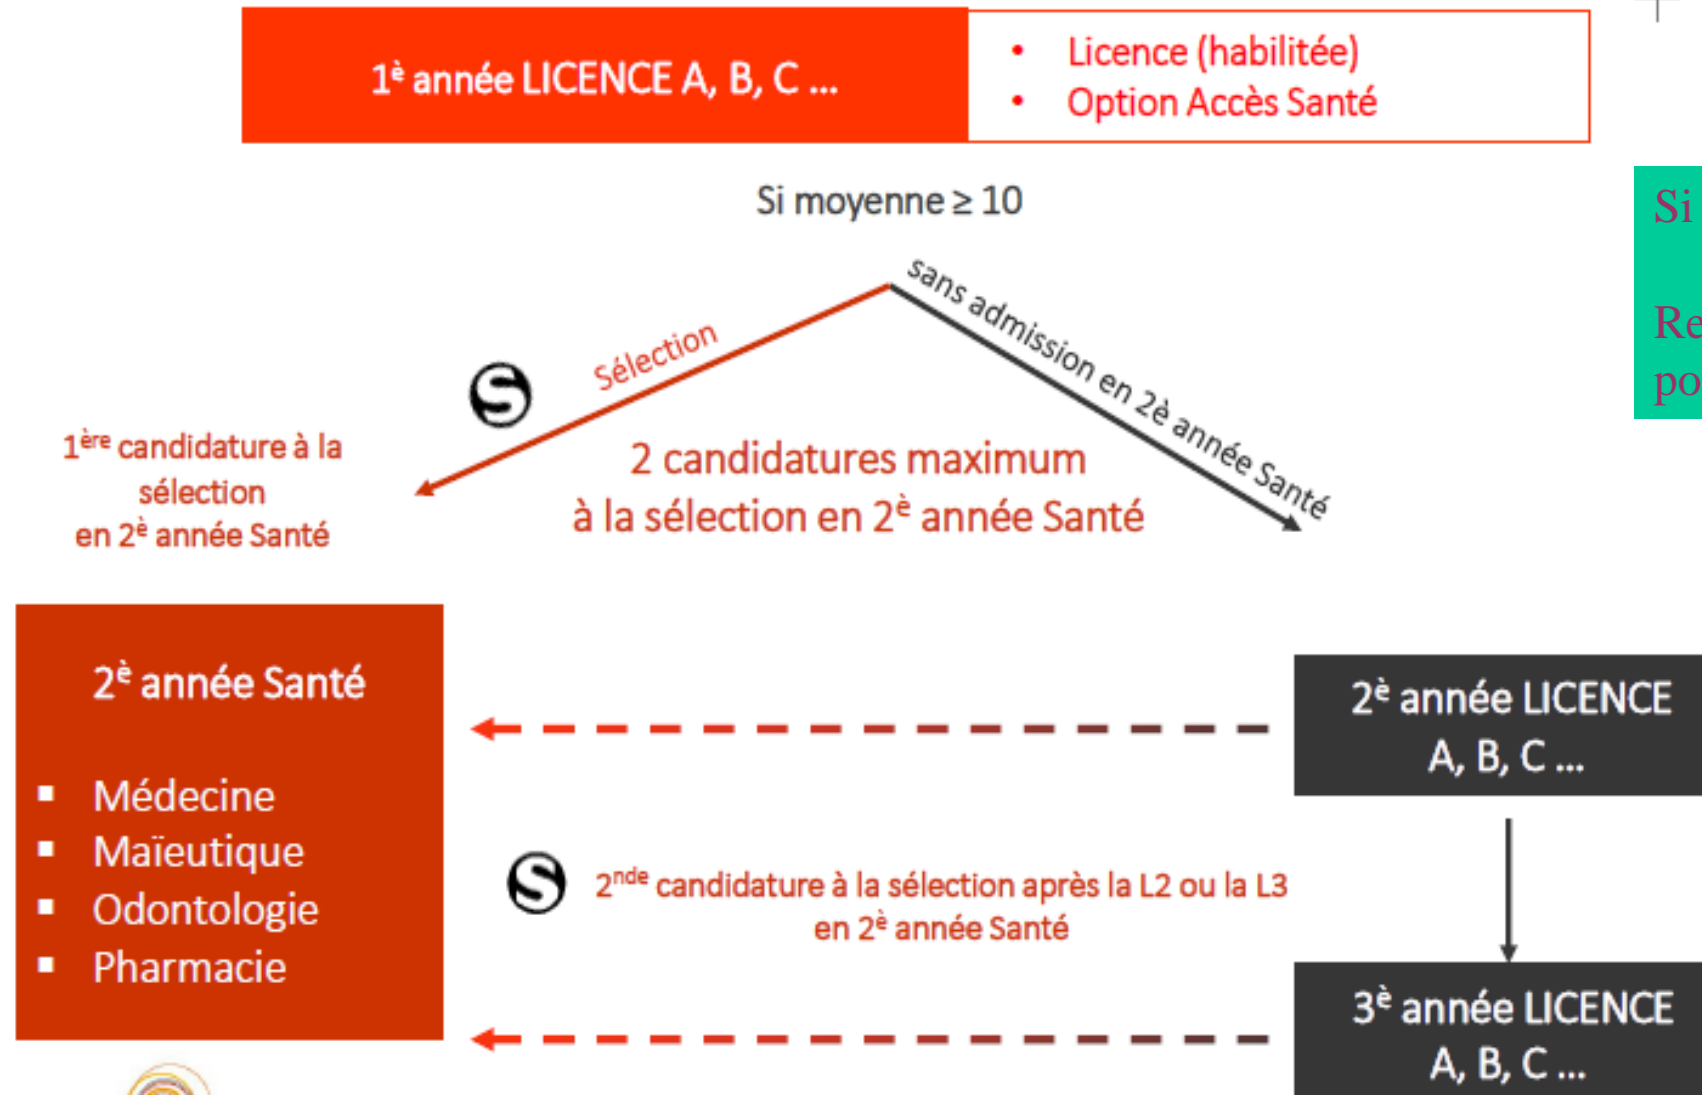 1è année LICENCE A, B, C ...
• Licence (habilitée)
• Option Accès Santé
Si moyenne ≥ 10
Si
Sélection
sans admission en 2è année Santé
S
1ère candidature à la
sélection
en 2è année Santé
2 candidatures maximum
à la sélection en 2è année Santé
2è année Santé
▪ Médecine
▪ Maïeutique
▪ Odontologie
▪ Pharmacie
2è année LICENCE
A, B, C ...
S
2nde candidature à la sélection après la L2 ou la L3
en 2è année Santé
3è année LICENCE
A, B, C ...